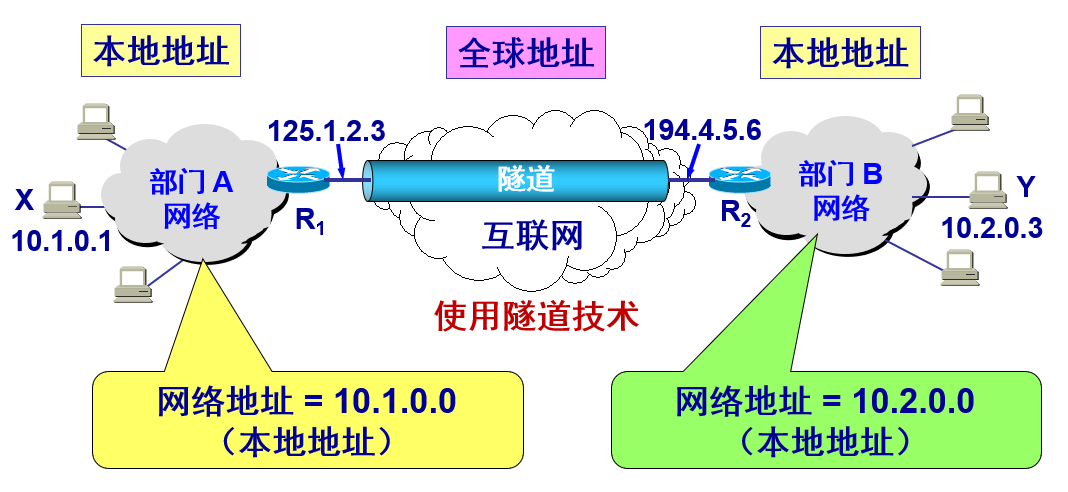 本地地址
全球地址
本地地址
125.1.2.3
194.4.5.6
部门 A
网络
隧道
部门 B
网络
X
Y
R1
R2
互联网
10.1.0.1
10.2.0.3
使用隧道技术
网络地址 = 10.1.0.0
（本地地址）
网络地址 = 10.2.0.0
（本地地址）